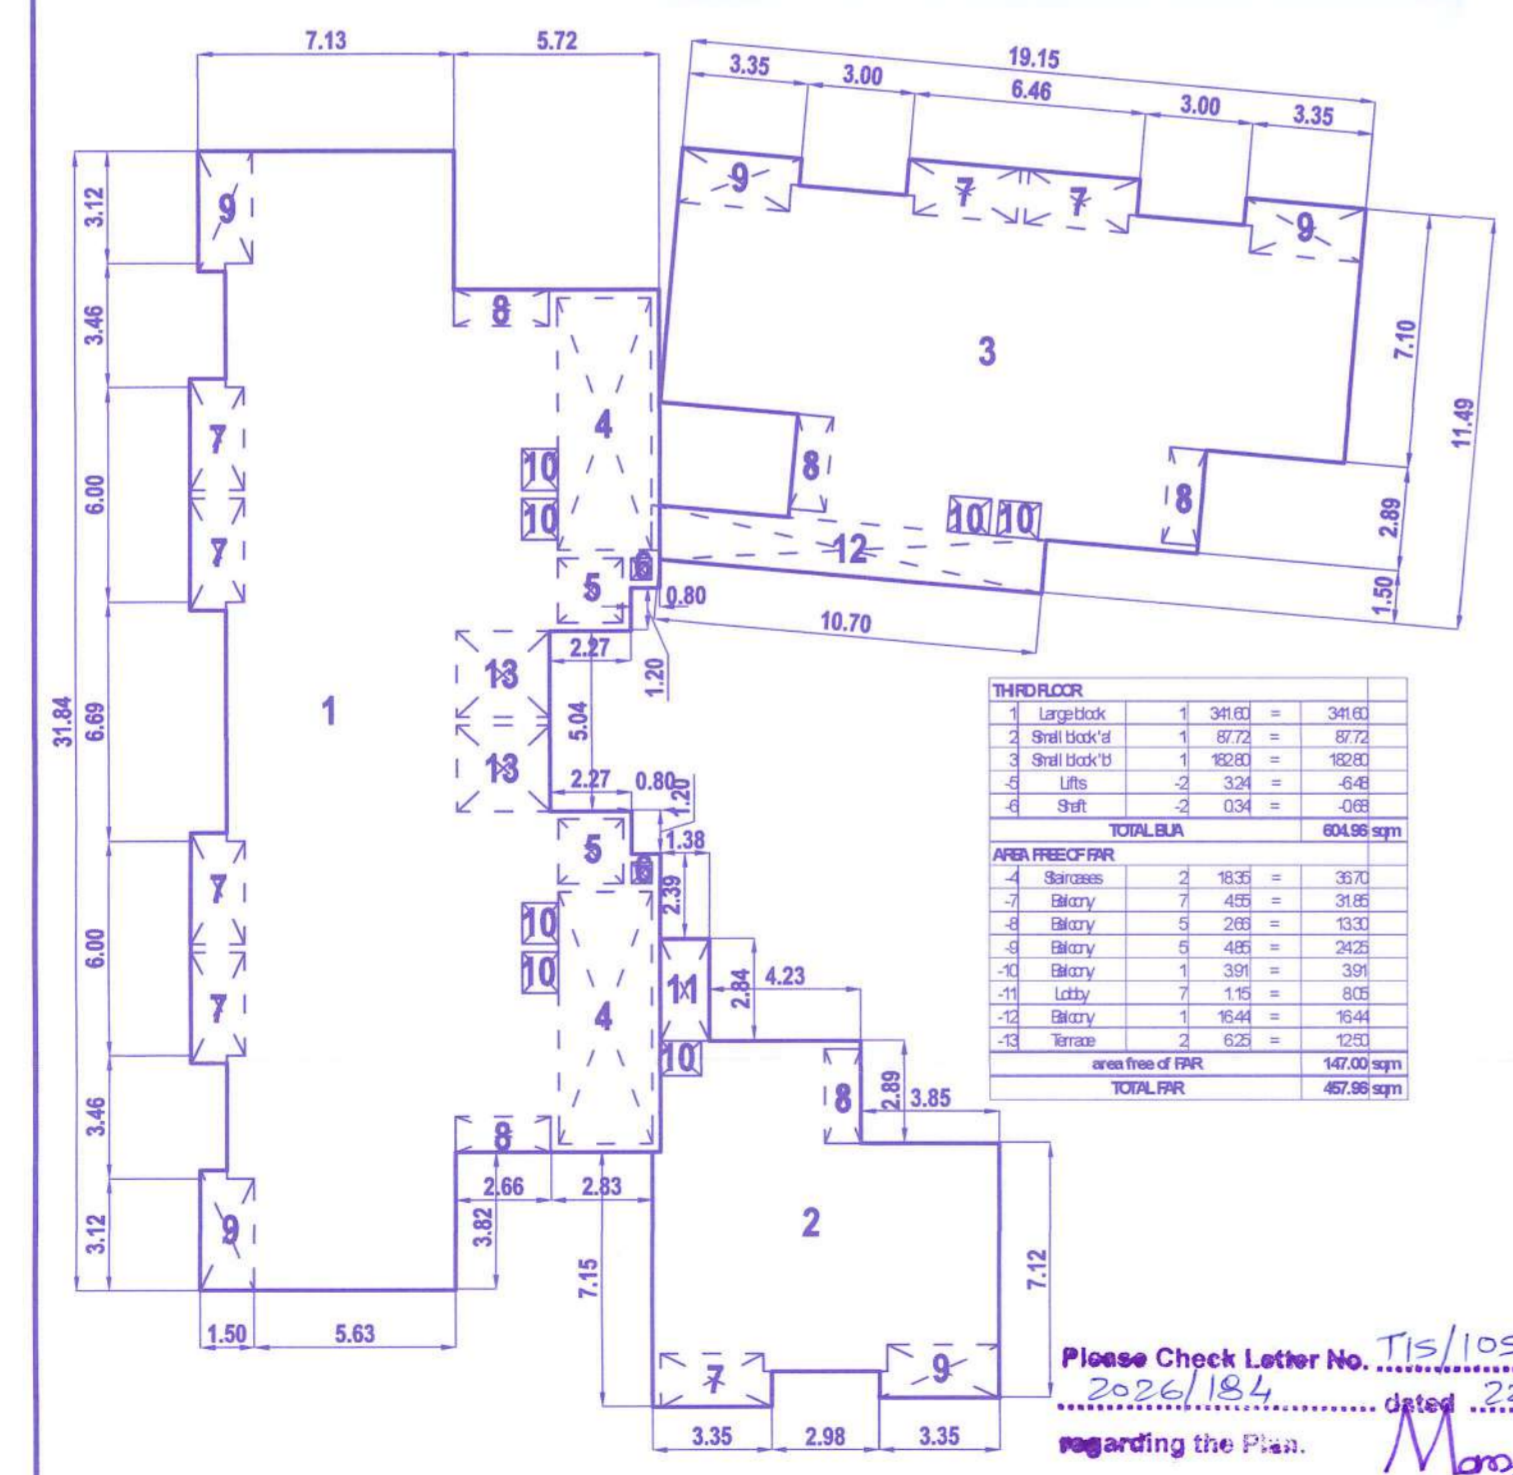 7.13 5.72
19.15
3.35 3.00 6.46 3.00 3.35
9 7 7 9
3.12 9
3.46 8
3 7.10
11.49
4
7 10 8 8
6.00 10 10 10
7 12 2.89
5 6 0.80 1.50
10.70
2.27 1.20
13
31.84 6.69 1 5.04
13
2.27 0.80 1.20
5 1.38
7 6 2.39
10
6.00 10 11 2.84 4.23
7 4
10
8 2.89 3.85
3.46 8
2.66 2.83
3.12 9 3.82 2
7.15 7.12
1.50 5.63
7 9
3.35 2.98 3.35
THIRD FLOOR
1 Large block 1 341.60 = 341.60
2 Small block 'a' 1 87.72 = 87.72
3 Small block 'b' 1 182.80 = 182.80
-5 Lifts -2 3.24 = -6.48
-6 Shaft -2 0.34 = -0.68
TOTAL BUA 604.96 sqm
AREA FREE OF FAR
-4 Staircases 2 18.35 = 36.70
-7 Balcony 7 4.55 = 31.85
-8 Balcony 5 2.66 = 13.30
-9 Balcony 5 4.85 = 24.25
-10 Balcony 1 3.91 = 3.91
-11 Lobby 7 1.15 = 8.05
-12 Balcony 1 16.44 = 16.44
-13 Terrace 2 6.25 = 12.50
area free of FAR 147.00 sqm
TOTAL FAR 457.96 sqm
Please Check Letter No. TIS/105
2026/184 dated 22
regarding the Plan.